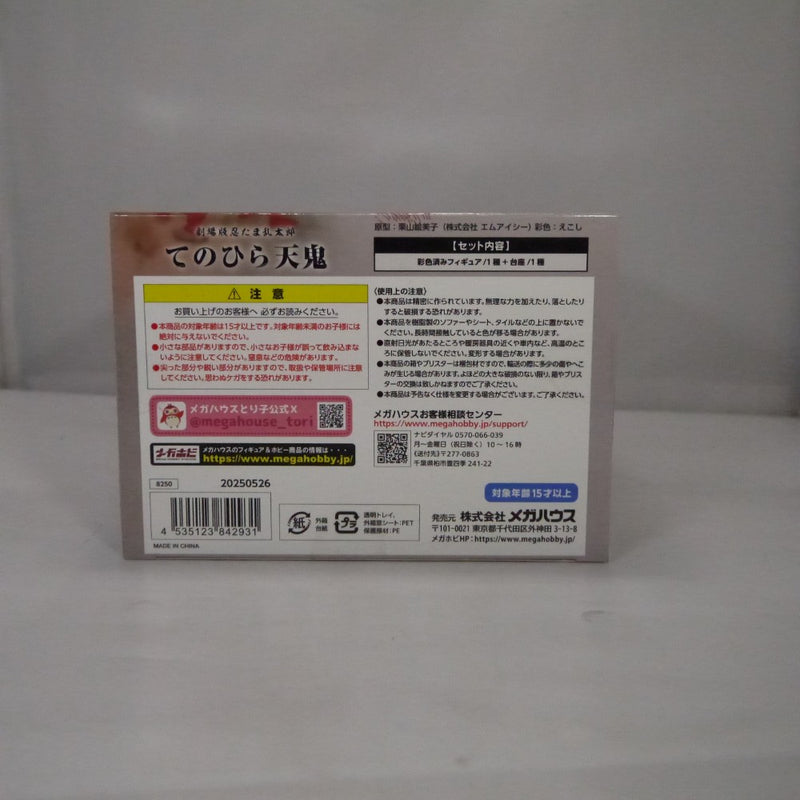 劇場版忍たま乱太郎
てのひら天鬼
原型:栗山絵美子(株式会社 エムアイシー) 彩色:えこし
【セット内容】
彩色済みフィギュア/1種+台座/1種
⚠ 注意
お買い上げのお客様へ 必ずお読みください。
●本商品の対象年齢は15才以上です。対象年齢未満のお子様には
絶対に与えないでください。
●小さな部品がありますので、小さなお子様が誤って飲み込まな
いように注意してください。窒息などの危険があります。
●尖った部分や鋭い部分がありますので、取扱や保管場所に注意
してください。思わぬケガをする恐れがあります。
メガハウスとり子公式X
@megahouse_tori
メガホビ
メガハウスのフィギュア&ホビー商品の情報は・・・
https://www.megahobby.jp/
〈使用上の注意〉
●本商品は精密に作られています。無理な力を加えたり、落としたり
すると破損する恐れがあります。
●本商品を樹脂製のソファーやシート、タイルなどの上に置かないで
ください。長時間接触していると色が移る場合があります。
●直射日光があたるところや暖房器具の近くや車内など、高温のとこ
ろに保管しないでください。変形する場合があります。
●本商品の箱やブリスターは梱包材ですので、輸送の際に多少の傷やへこ
みが生じる場合があります。よほどの大きな破損のない限り、箱やブリス
ターの交換は致しかねますのでご了承ください。
●本商品は予告なく仕様を変更する場合がございます。ご了承ください。
メガハウスお客様相談センター
https://www.megahobby.jp/support/
ナビダイヤル 0570-066-039
月〜金曜日(祝日除く)10〜16時
〈送付先〉〒277-0863
千葉県柏市豊四季 241-22
8250
20250526
対象年齢15才以上
4 535123 842931
MADE IN CHINA
紙
外箱
台紙
プラ
透明トレイ、
外箱窓シート:PET
保護部材:PE
発売元 株式会社 メガハウス
〒101-0021 東京都千代田区外神田 3-13-8
メガホビHP:https://www.megahobby.jp/